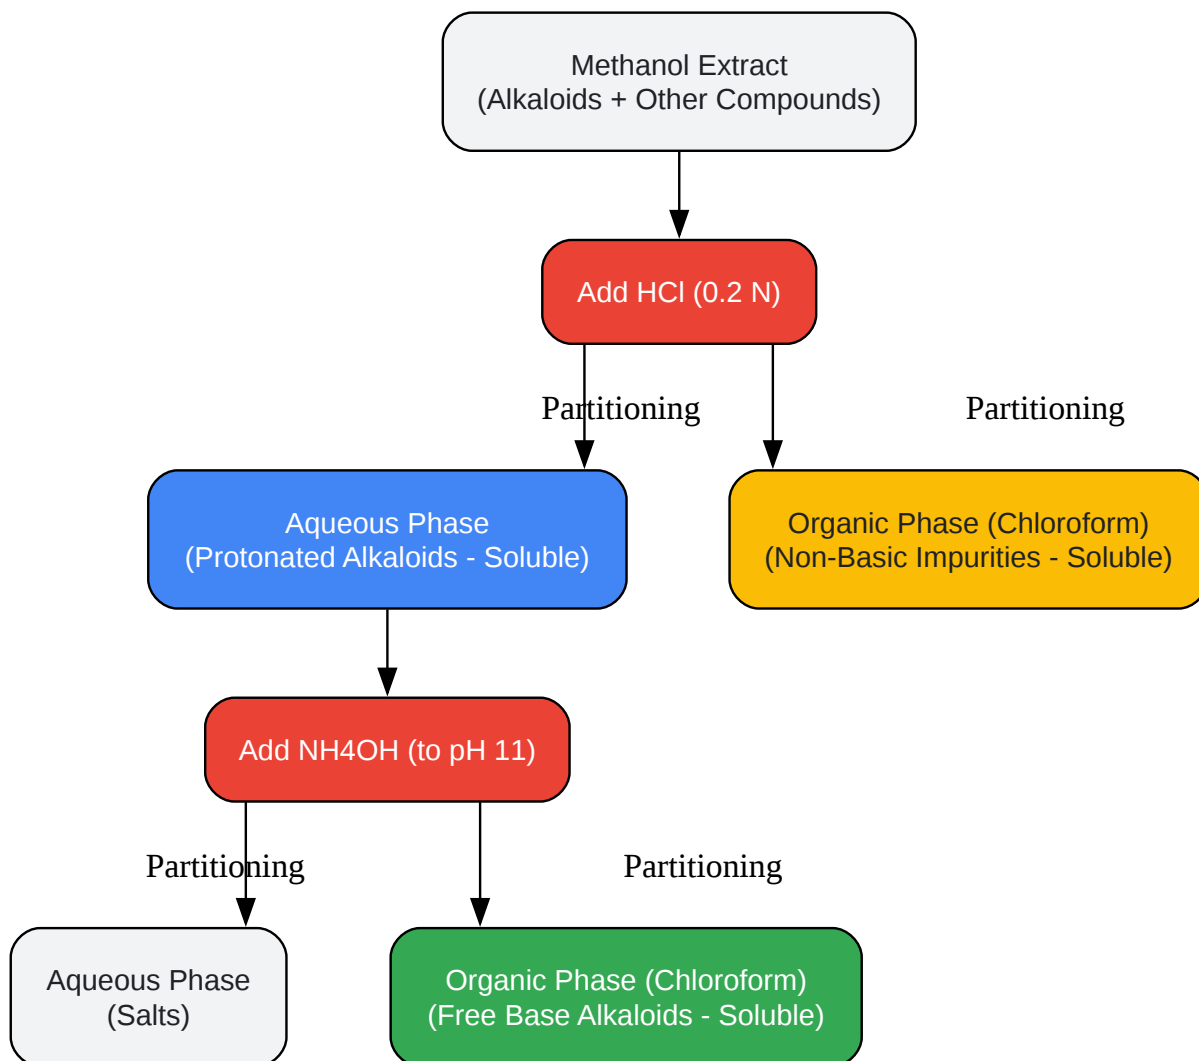 Methanol Extract
(Alkaloids + Other Compounds)
Add HCl (0.2 N)
Partitioning
Partitioning
Aqueous Phase
(Protonated Alkaloids - Soluble)
Organic Phase (Chloroform)
(Non-Basic Impurities - Soluble)
Add NH4OH (to pH 11)
Partitioning
Partitioning
Aqueous Phase
(Salts)
Organic Phase (Chloroform)
(Free Base Alkaloids - Soluble)